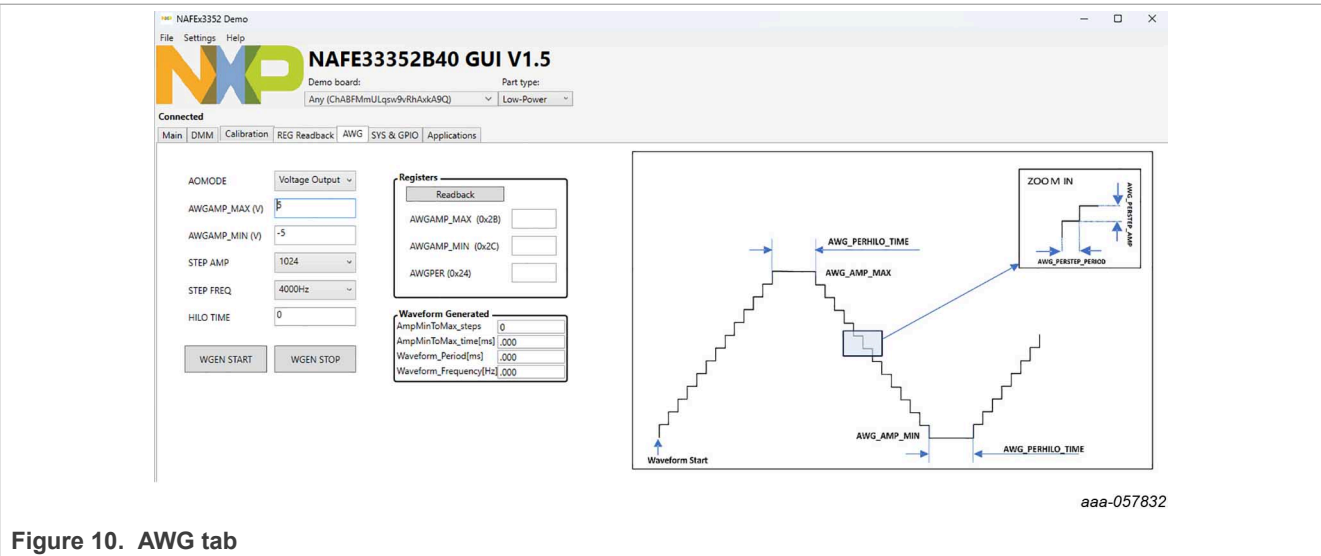 NAFEx3352 Demo
File Settings Help
NXP
NAFE33352B40 GUI V1.5
Demo board: Part type:
Any (ChABFMmULqsw9vRhAxkA9Q) Low-Power
Connected
Main DMM Calibration REG Readback AWG SYS & GPIO Applications
AOMODE Voltage Output
AWGAMP_MAX (V) 5
AWGAMP_MIN (V) -5
STEP AMP 1024
STEP FREQ 4000Hz
HILO TIME 0
WGEN START WGEN STOP
Registers
Readback
AWGAMP_MAX (0x2B)
AWGAMP_MIN (0x2C)
AWGPER (0x24)
Waveform Generated
AmpMinToMax_steps 0
AmpMinToMax_time[ms] .000
Waveform_Period[ms] .000
Waveform_Frequency[Hz] .000
ZOOM IN
AWG_PERSTEP_AMP
AWG_PERSTEP_PERIOD
AWG_PERHILO_TIME
AWG_AMP_MAX
AWG_AMP_MIN
AWG_PERHILO_TIME
Waveform Start
aaa-057832
Figure 10. AWG tab